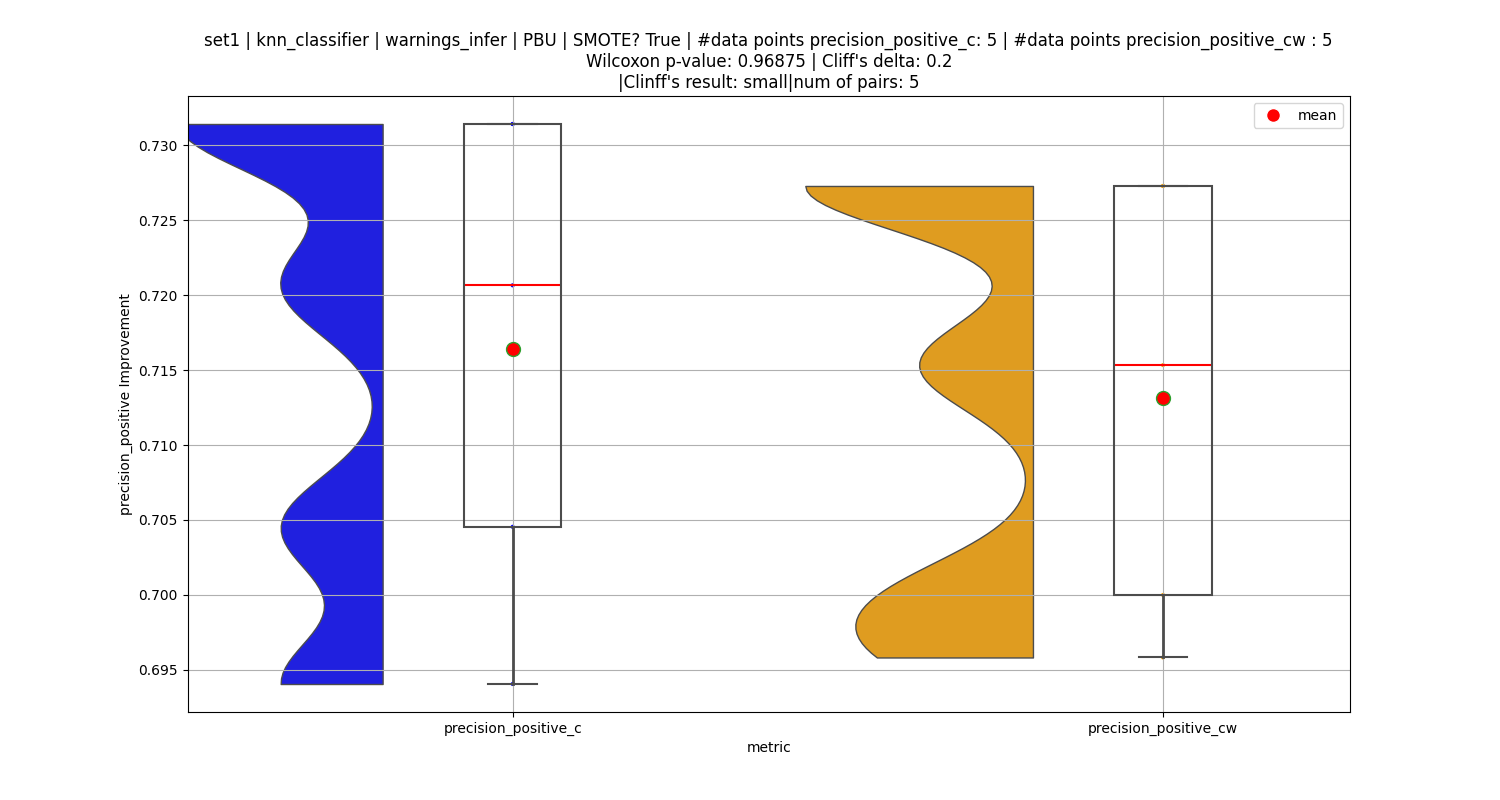 set1 | knn_classifier | warnings_infer | PBU | SMOTE? True | #data points precision_positive_c: 5 | #data points precision_positive_cw : 5
Wilcoxon p-value: 0.96875 | Cliff's delta: 0.2
|Clinff's result: small|num of pairs: 5
mean
0.730
0.725
0.720
0.715
0.710
0.705
0.700
0.695
precision_positive Improvement
precision_positive_c
precision_positive_cw
metric